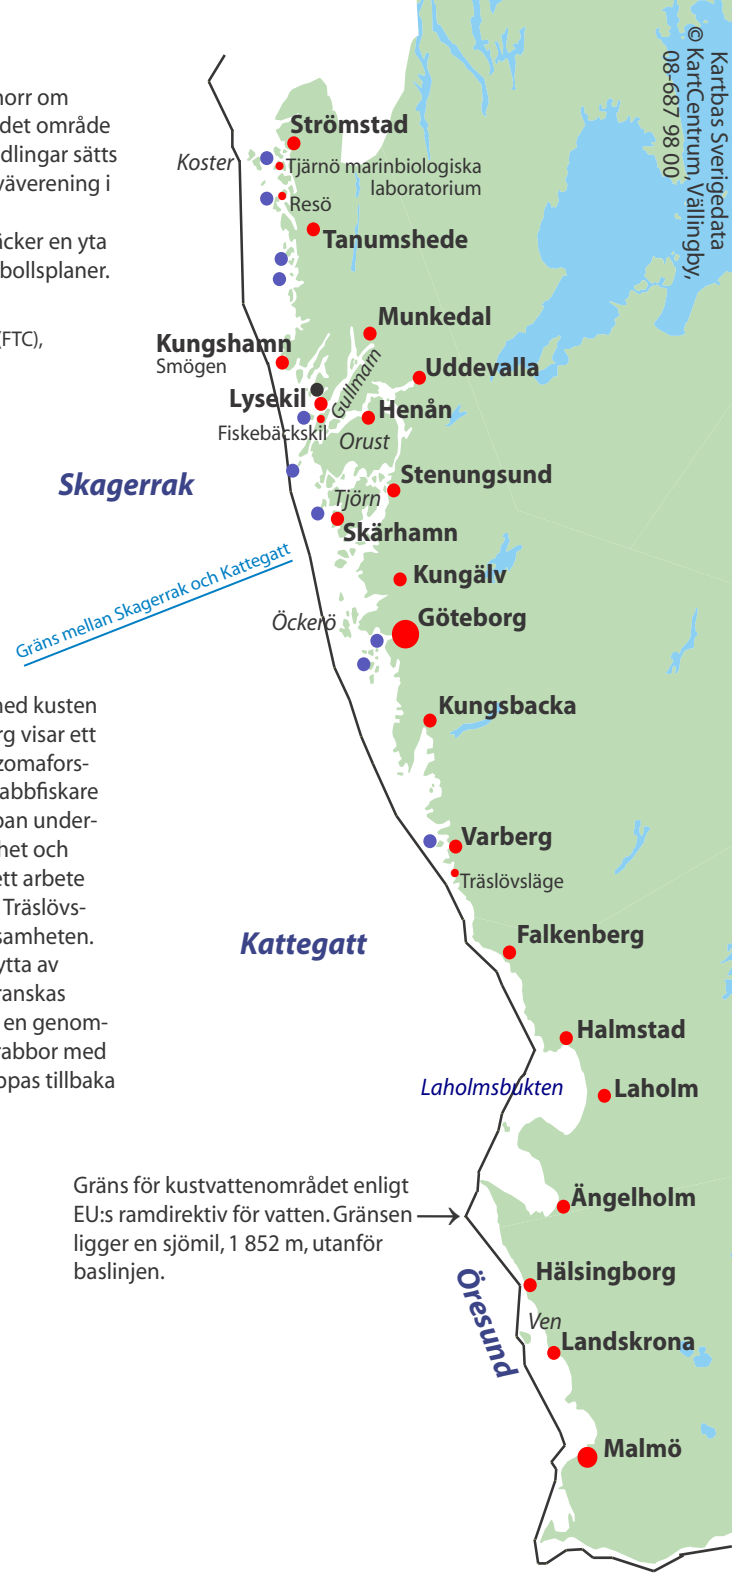 Kartbas Sverigedata
© KartCentrum, Vällingby,
08-687 98 00
norr om
det område
dlingar sätts
väverening i
äcker en yta
bollsplaner.
(FTC),
Strömstad
Koster
Tjärnö marinbiologiska
laboratorium
Resö
Tanumshede
Munkedal
Kungshamn
Smögen
Gullmarn
Uddevalla
Lysekil
Henån
Fiskebäckskil
Orust
Stenungsund
Skagerrak
Tjörn
Skärhamn
Gräns mellan Skagerrak och Kattegatt
Kungälv
Öckerö
Göteborg
Kungsbacka
ned kusten
rg visar ett
zomafors-
abbfiskare
pan under-
het och
ett arbete
Träslövs-
samheten.
ytta av
ranskas
en genom-
rabbor med
ppas tillbaka
Varberg
Träslövsläge
Kattegatt
Falkenberg
Halmstad
Laholmsbukten
Laholm
Gräns för kustvattenområdet enligt
EU:s ramdirektiv för vatten. Gränsen
ligger en sjömil, 1 852 m, utanför
baslinjen.
Ängelholm
Öresund
Hälsingborg
Ven
Landskrona
Malmö